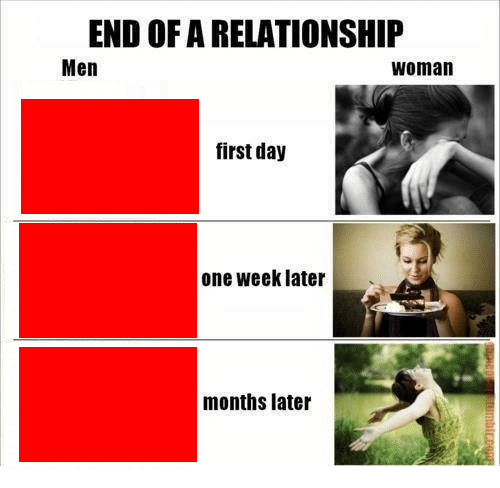 END OF A RELATIONSHIP
Men woman
first day
one week later
months later